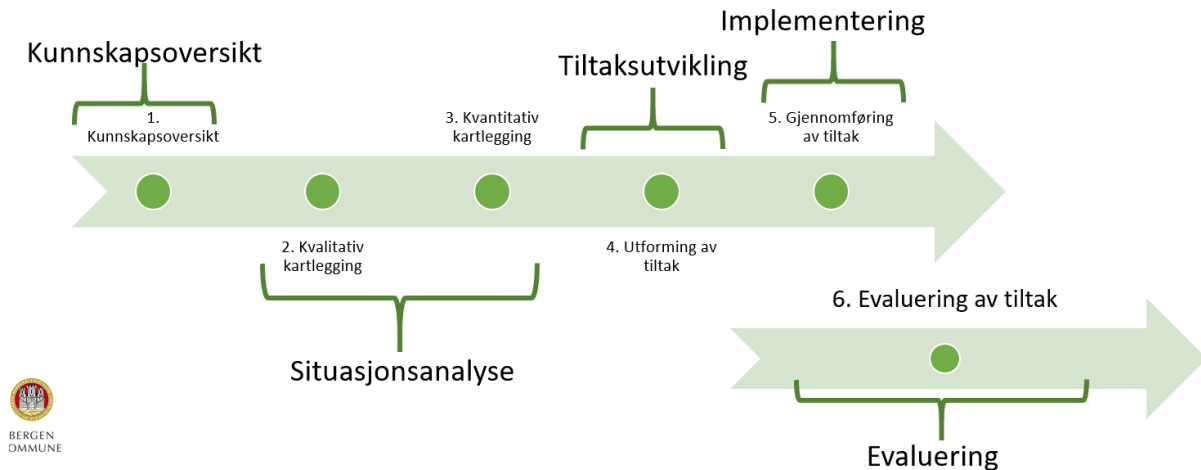 Kunnskapsoversikt
1.
Kunnskapsoversikt
2. Kvalitativ
kartlegging
3. Kvantitativ
kartlegging
Situasjonsanalyse
Tiltaksutvikling
4. Utforming av
tiltak
Implementering
5. Gjennomføring
av tiltak
6. Evaluering av tiltak
Evaluering
BERGEN
OMMUNE